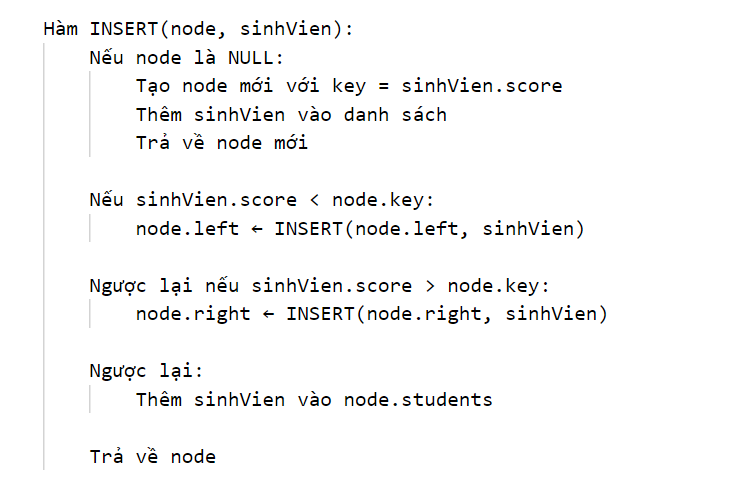 Hàm INSERT(node, sinhVien):
Nếu node là NULL:
Tạo node mới với key = sinhVien.score
Thêm sinhVien vào danh sách
Trả về node mới
Nếu sinhVien.score < node.key:
node.left ← INSERT(node.left, sinhVien)
Ngược lại nếu sinhVien.score > node.key:
node.right ← INSERT(node.right, sinhVien)
Ngược lại:
Thêm sinhVien vào node.students
Trả về node